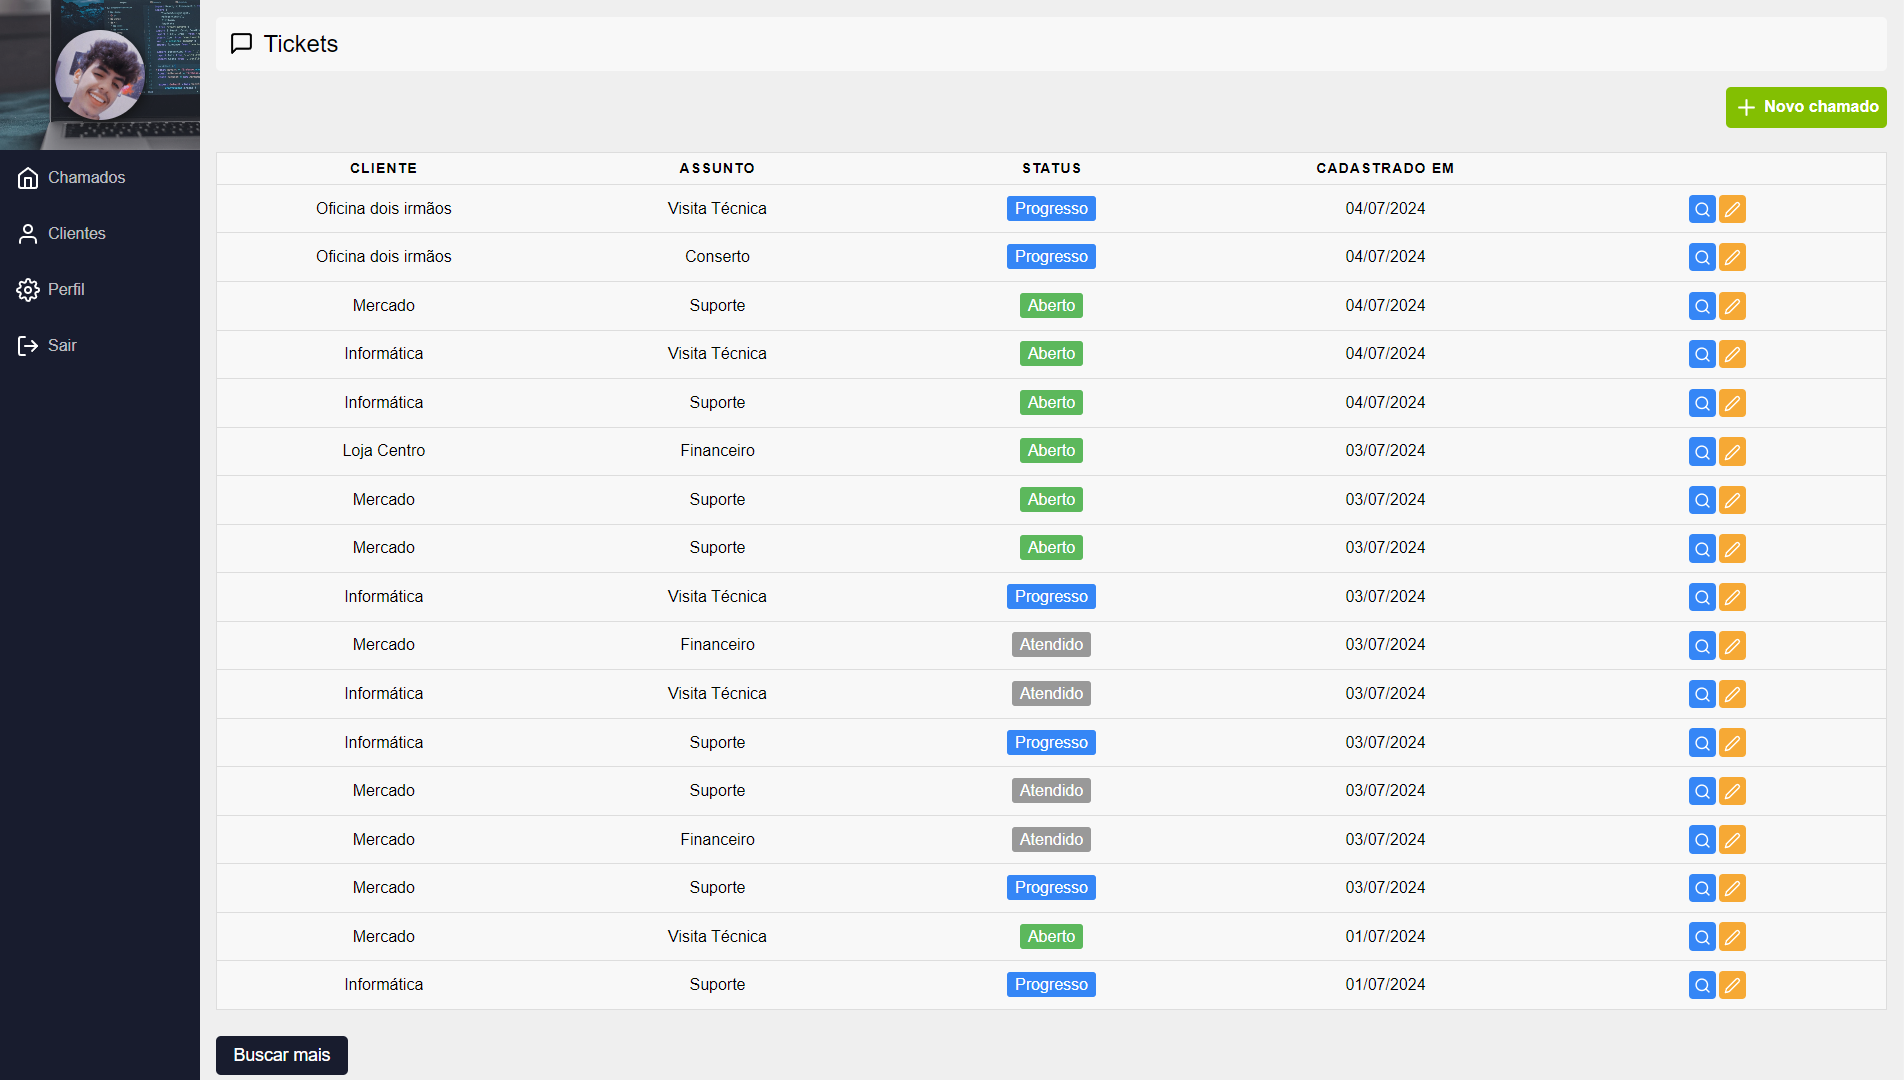 Tickets
Novo chamado
Chamados
Clientes
Perfil
Sair
CLIENTE ASSUNTO STATUS CADASTRADO EM
Oficina dois irmãos Visita Técnica Progresso 04/07/2024
Oficina dois irmãos Conserto Progresso 04/07/2024
Mercado Suporte Aberto 04/07/2024
Informática Visita Técnica Aberto 04/07/2024
Informática Suporte Aberto 04/07/2024
Loja Centro Financeiro Aberto 03/07/2024
Mercado Suporte Aberto 03/07/2024
Mercado Suporte Aberto 03/07/2024
Informática Visita Técnica Progresso 03/07/2024
Mercado Financeiro Atendido 03/07/2024
Informática Visita Técnica Atendido 03/07/2024
Informática Suporte Progresso 03/07/2024
Mercado Suporte Atendido 03/07/2024
Mercado Financeiro Atendido 03/07/2024
Mercado Suporte Progresso 03/07/2024
Mercado Visita Técnica Aberto 01/07/2024
Informática Suporte Progresso 01/07/2024
Buscar mais